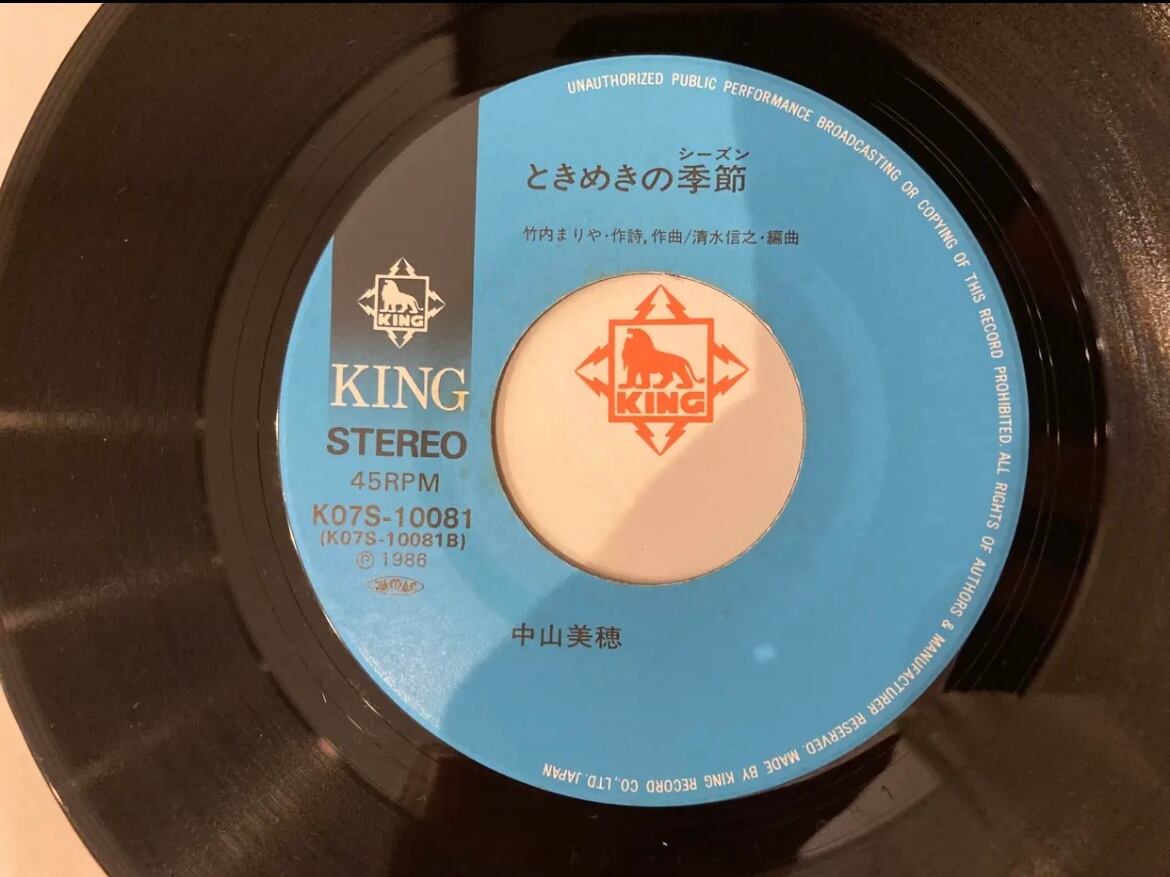 UNAUTHORIZED PUBLIC PERFORMANCE BROADCASTING OR COPYING OF THIS RECORD PROHIBITED. ALL RIGHTS OF AUTHORS & MANUFACTURER RESERVED. MADE BY KING RECORD CO., LTD. JAPAN
シーズン
ときめきの季節
竹内まりや・作詩, 作曲/清水信之・編曲
KING
KING
KING
STEREO
45RPM
K07S-10081
(K07S-10081B)
Ⓟ 1986
JASRAC
中山美穂